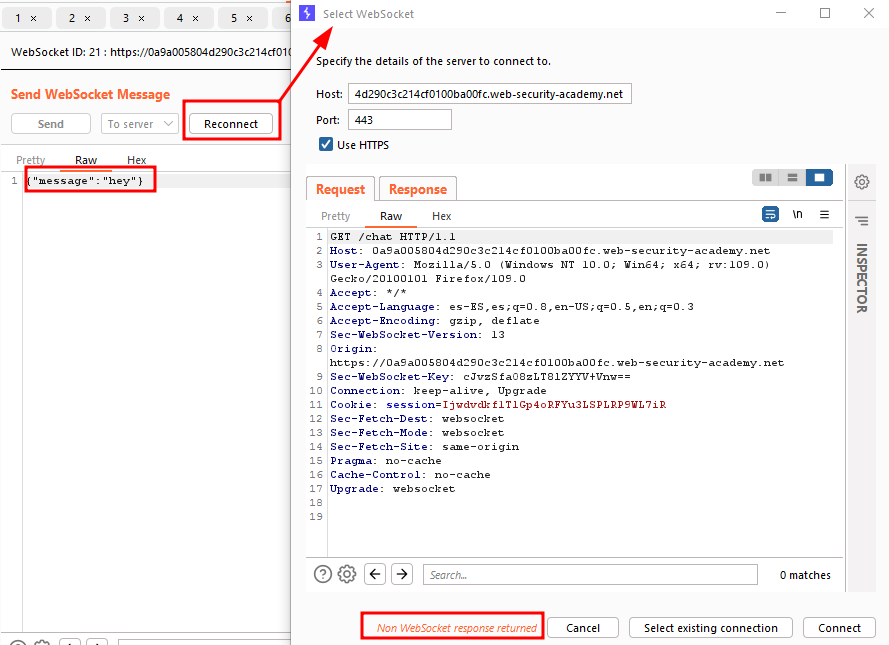 1 × 2 × 3 × 4 × 5 × 6
WebSocket ID: 21 : https://0a9a005804d290c3c214cf010
Send WebSocket Message
Send To server Reconnect
Pretty Raw Hex
1 {"message":"hey"}
Select WebSocket
Specify the details of the server to connect to.
Host: 4d290c3c214cf0100ba00fc.web-security-academy.net
Port: 443
Use HTTPS
Request Response
Pretty Raw Hex \n
1 GET /chat HTTP/1.1
2 Host: 0a9a005804d290c3c214cf0100ba00fc.web-security-academy.net
3 User-Agent: Mozilla/5.0 (Windows NT 10.0; Win64; x64; rv:109.0)
Gecko/20100101 Firefox/109.0
4 Accept: */*
5 Accept-Language: es-ES,es;q=0.8,en-US;q=0.5,en;q=0.3
6 Accept-Encoding: gzip, deflate
7 Sec-WebSocket-Version: 13
8 Origin:
https://0a9a005804d290c3c214cf0100ba00fc.web-security-academy.net
9 Sec-WebSocket-Key: cJvzSfa08zLT81ZYYV+Vnw==
10 Connection: keep-alive, Upgrade
11 Cookie: session=IjwdvdkflTlGp4oRFYu3LSPLRP9WL7iR
12 Sec-Fetch-Dest: websocket
13 Sec-Fetch-Mode: websocket
14 Sec-Fetch-Site: same-origin
15 Pragma: no-cache
16 Cache-Control: no-cache
17 Upgrade: websocket
18
19
INSPECTOR
Search... 0 matches
Non WebSocket response returned Cancel Select existing connection Connect